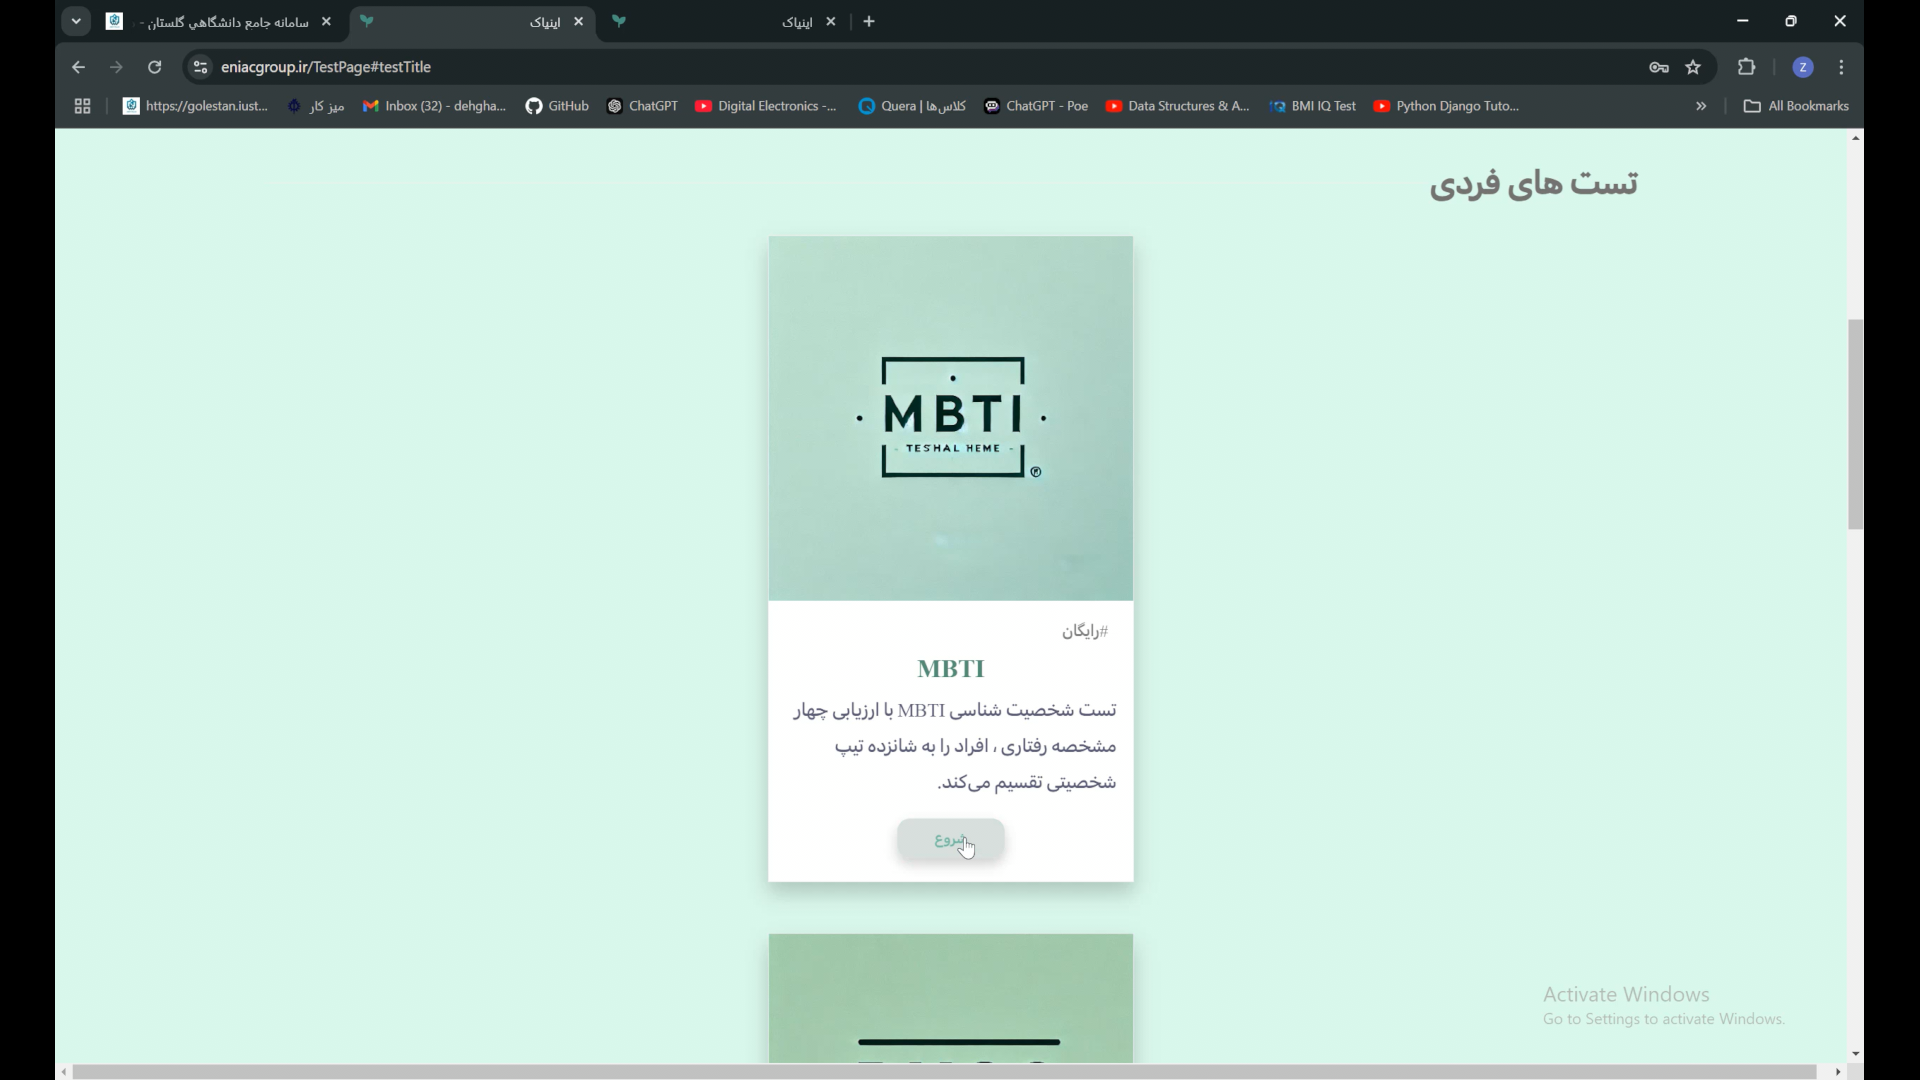 سامانه جامع دانشگاهي گلستان -
اینیاک
اینیاک
eniacgroup.ir/TestPage#testTitle
Z
https://golestan.iust...
میز کار
Inbox (32) - dehgha...
GitHub
ChatGPT
Digital Electronics -...
Quera | کلاس‌ها
ChatGPT - Poe
Data Structures & A...
BMI IQ Test
Python Django Tuto...
All Bookmarks
تست های فردی
MBTI
- TESHAL HEME -
#رایگان
MBTI
تست شخصیت شناسی MBTI با ارزیابی چهار
مشخصه رفتاری ، افراد را به شانزده تیپ
شخصیتی تقسیم می‌کند.
شروع
Activate Windows
Go to Settings to activate Windows.